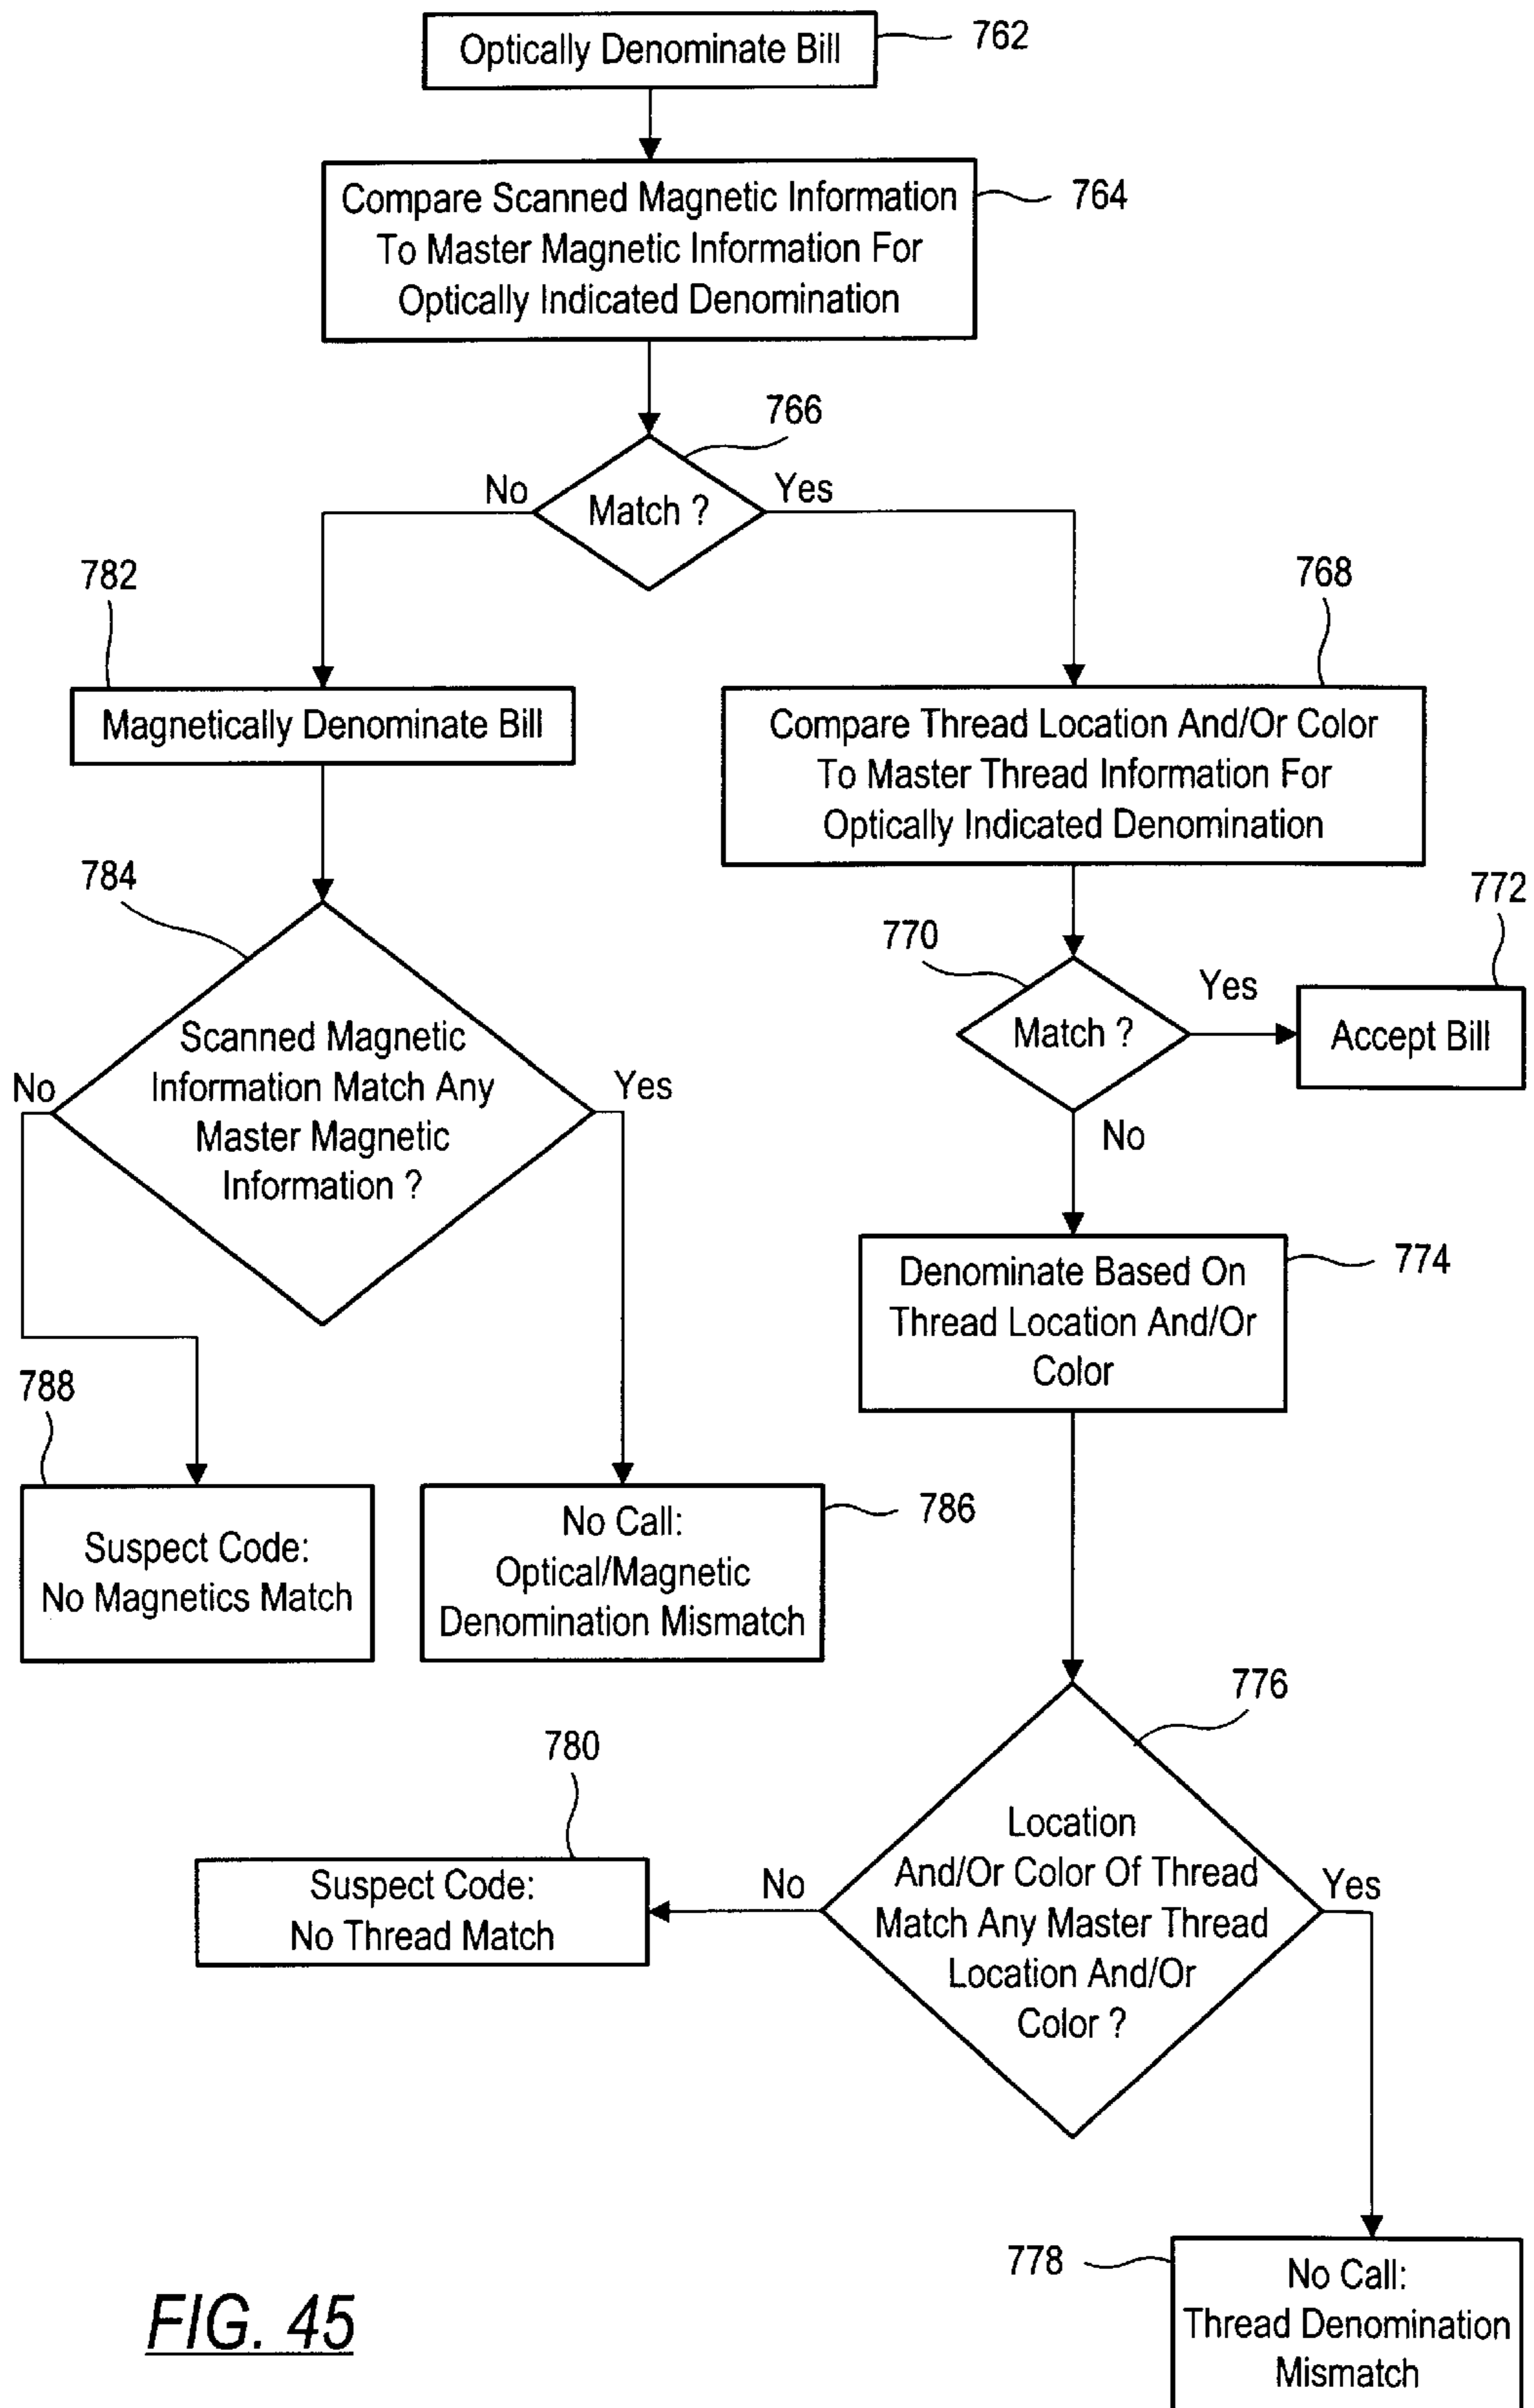 Optically Denominate Bill
762
Compare Scanned Magnetic Information
To Master Magnetic Information For
Optically Indicated Denomination
764
766
No
Match ?
Yes
782
768
Magnetically Denominate Bill
Compare Thread Location And/Or Color
To Master Thread Information For
Optically Indicated Denomination
784
772
770
Yes
Match ?
Accept Bill
Scanned Magnetic
Information Match Any
Master Magnetic
Information ?
No
Yes
No
Denominate Based On
Thread Location And/Or
Color
774
788
Suspect Code:
No Magnetics Match
No Call:
Optical/Magnetic
Denomination Mismatch
786
776
780
Suspect Code:
No Thread Match
No
Location
And/Or Color Of Thread
Match Any Master Thread
Location And/Or
Color ?
Yes
778
No Call:
Thread Denomination
Mismatch
FIG. 45